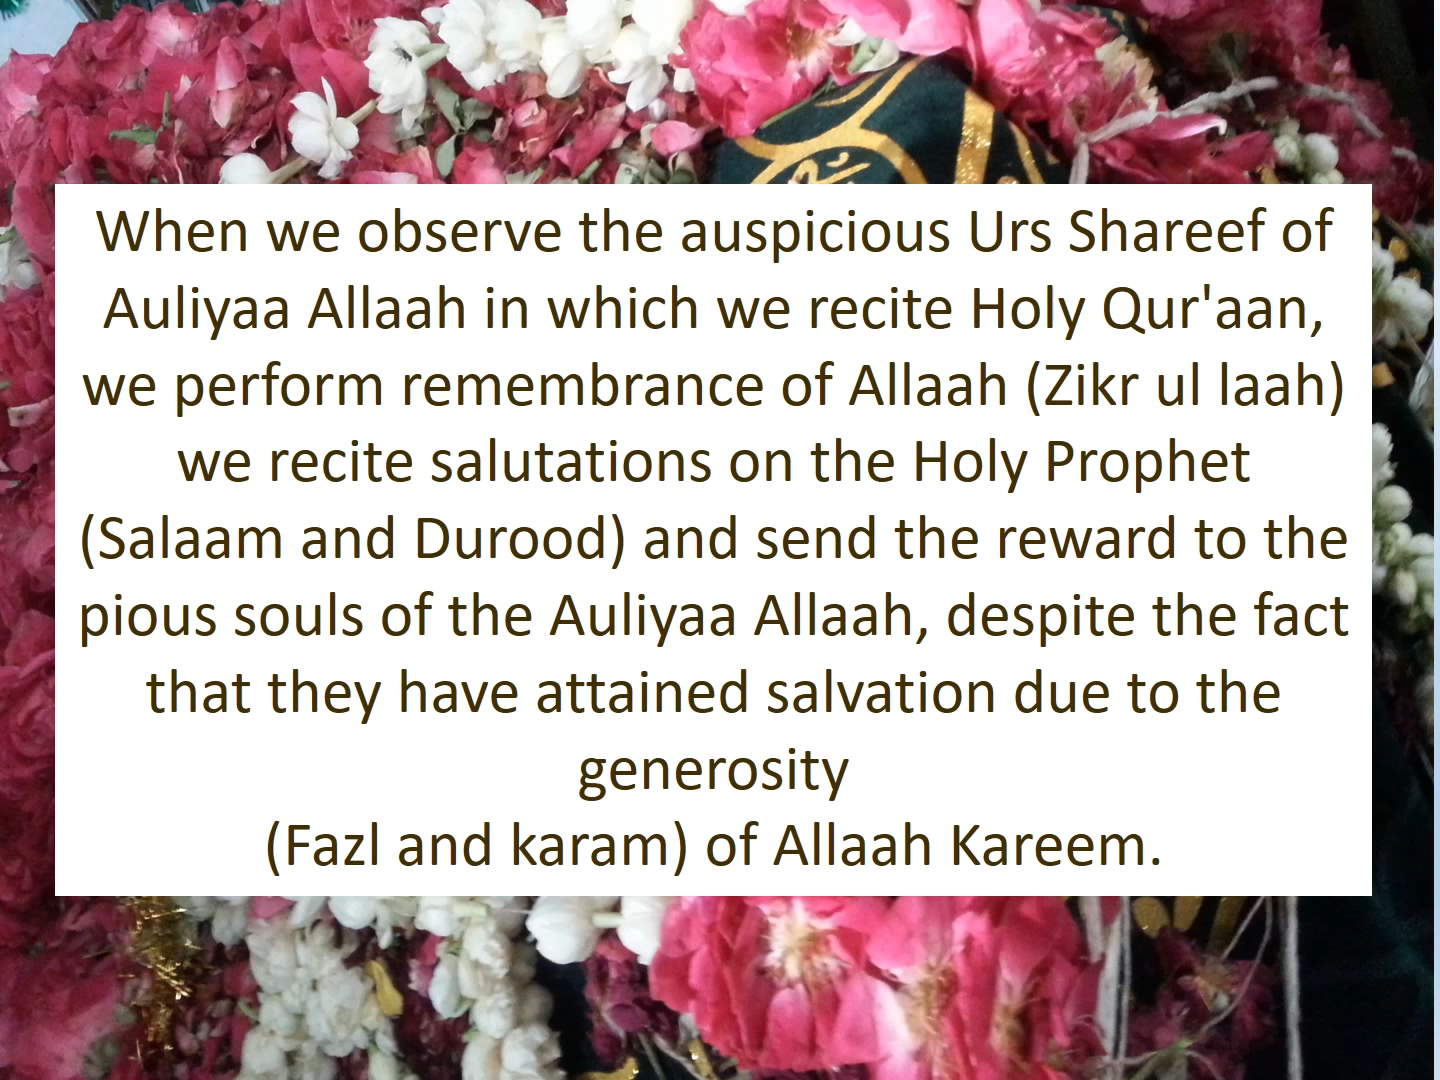 When we observe the auspicious Urs Shareef of
Auliyaa Allaah in which we recite Holy Qur'aan,
we perform remembrance of Allaah (Zikr ul laah)
we recite salutations on the Holy Prophet
(Salaam and Durood) and send the reward to the
pious souls of the Auliyaa Allaah, despite the fact
that they have attained salvation due to the
generosity
(Fazl and karam) of Allaah Kareem.